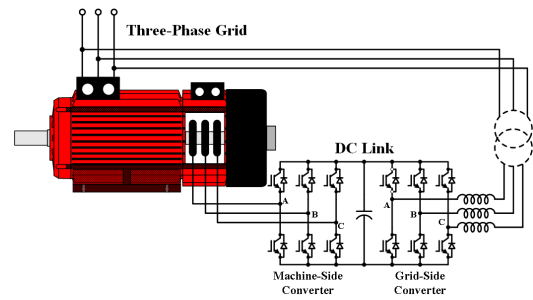 Three-Phase Grid
DC Link
A
B
C
A
B
C
Machine-Side
Converter
Grid-Side
Converter